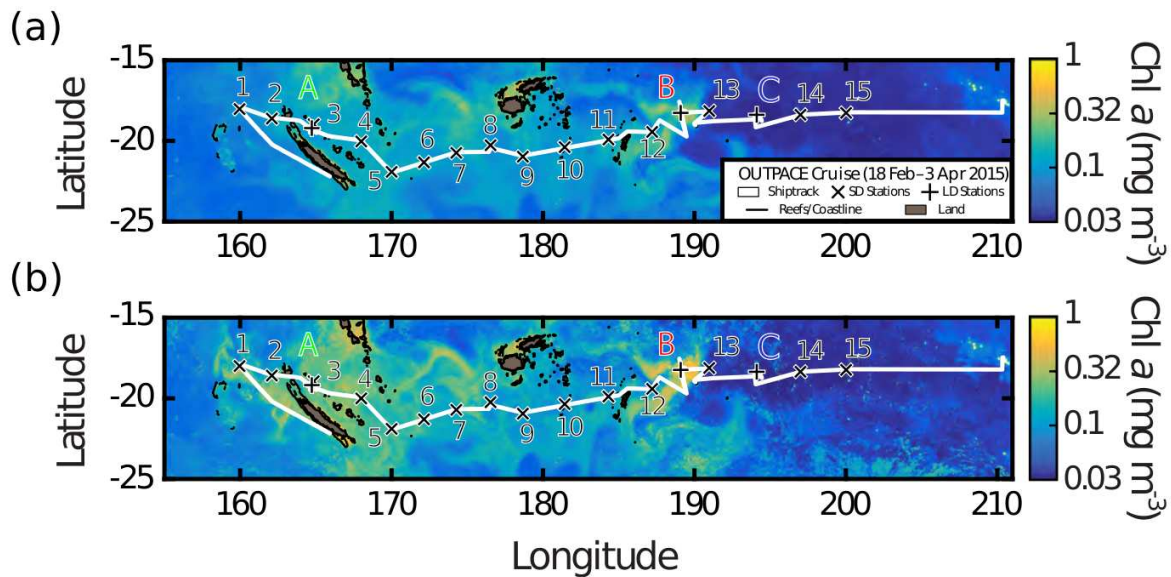 (a)
-15
-20
-25
Latitude
1 2 A 3 4 5 6 7 8 9 10 11 12 B 13 C 14 15
OUTPACE Cruise (18 Feb–3 Apr 2015)
Shiptrack SD Stations LD Stations
Reefs/Coastline Land
160 170 180 190 200 210
1
0.32
0.1
0.03
Chl a (mg m-3)
(b)
-15
-20
-25
Latitude
1 2 A 3 4 5 6 7 8 9 10 11 12 B 13 C 14 15
160 170 180 190 200 210
1
0.32
0.1
0.03
Chl a (mg m-3)
Longitude